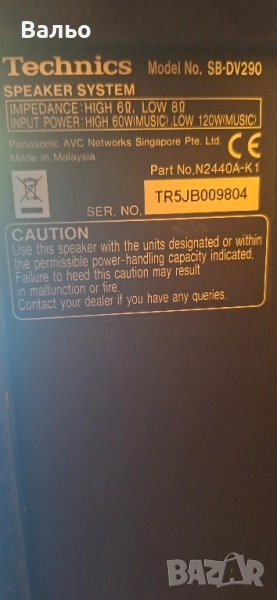 Вальо
Technics Model No. SB-DV290
SPEAKER SYSTEM
IMPEDANCE: HIGH 6Ω, LOW 8Ω
INPUT POWER: HIGH 60W(MUSIC) LOW 120W(MUSIC)
Panasonic AVC Networks Singapore Pte. Ltd. CE
Made in Malaysia
Part No,N2440A-K1
SER. NO. TR5JB009804
CAUTION
Use this speaker with the units designated or within
the permissible power-handling capacity indicated.
Failure to heed this caution may result
in malfunction or fire.
Contact your dealer if you have any queries.
BAZAR